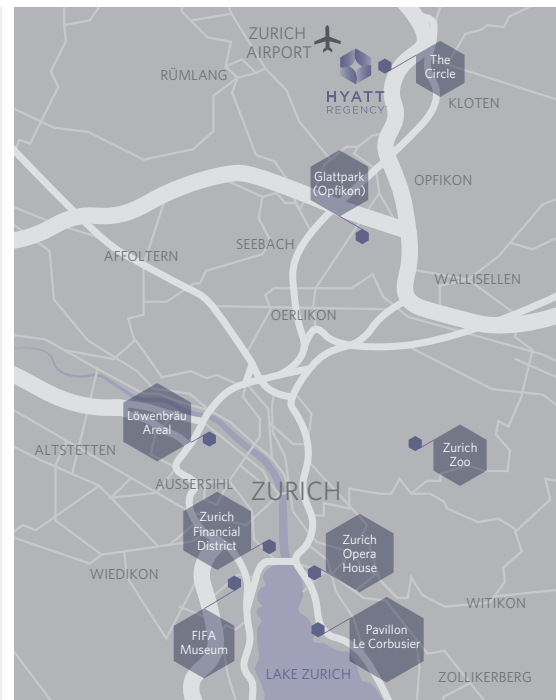 ZURICH
AIRPORT
The
Circle
RÜMLANG
HYATT
REGENCY
KLOTEN
Glattpark
(Opfikon)
OPFIKON
SEEBACH
AFFOLTERN
WALLISELLEN
OERLIKON
Löwenbräu
Areal
ALTSTETTEN
Zurich
Zoo
AUSSERSIHL
ZURICH
Zurich
Financial
District
Zurich
Opera
House
WIEDIKON
WITIKON
FIFA
Museum
Pavillon
Le Corbusier
LAKE ZURICH
ZOLLIKERBERG